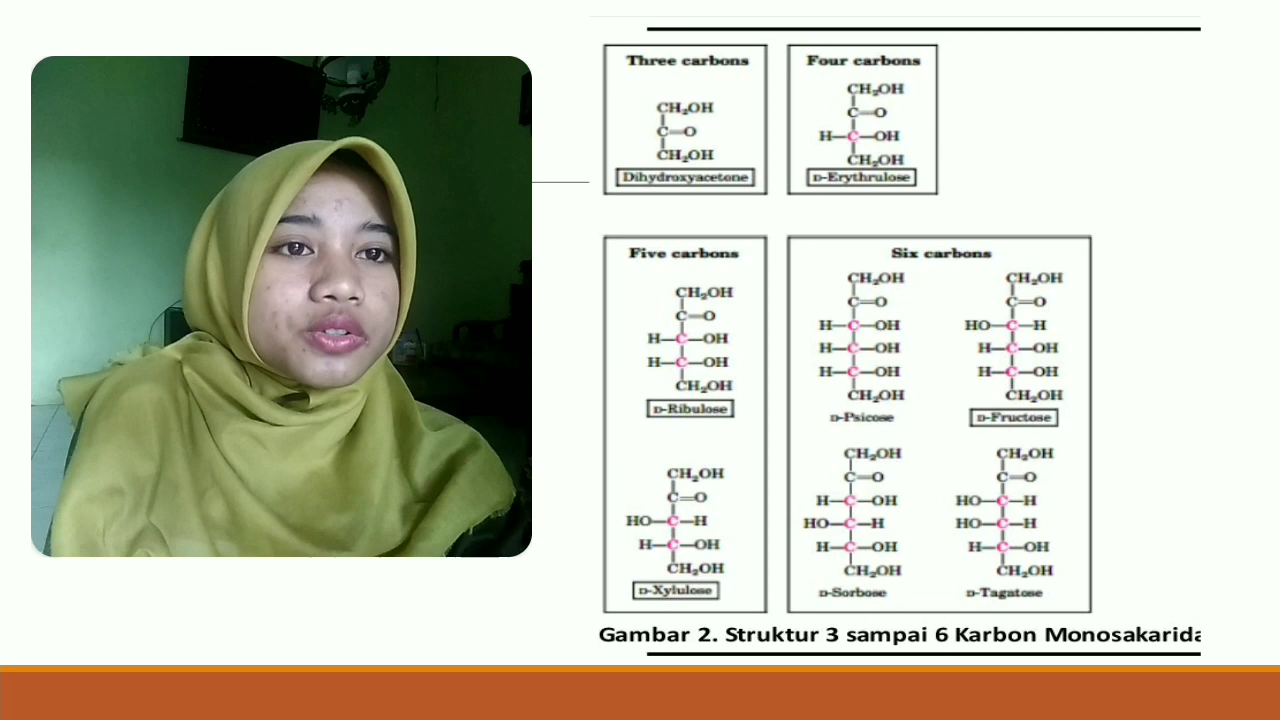 Three carbons
CH₂OH
C=O
CH₂OH
Dihydroxyacetone
Four carbons
CH₂OH
C=O
H—C—OH
CH₂OH
D-Erythrulose
Five carbons
CH₂OH
C=O
H—C—OH
H—C—OH
CH₂OH
D-Ribulose
CH₂OH
C=O
HO—C—H
H—C—OH
CH₂OH
D-Xylulose
Six carbons
CH₂OH
C=O
H—C—OH
H—C—OH
H—C—OH
CH₂OH
D-Psicose
CH₂OH
C=O
HO—C—H
H—C—OH
H—C—OH
CH₂OH
D-Fructose
CH₂OH
C=O
H—C—OH
HO—C—H
H—C—OH
CH₂OH
D-Sorbose
CH₂OH
C=O
HO—C—H
HO—C—H
H—C—OH
CH₂OH
D-Tagatose
Gambar 2. Struktur 3 sampai 6 Karbon Monosakarida